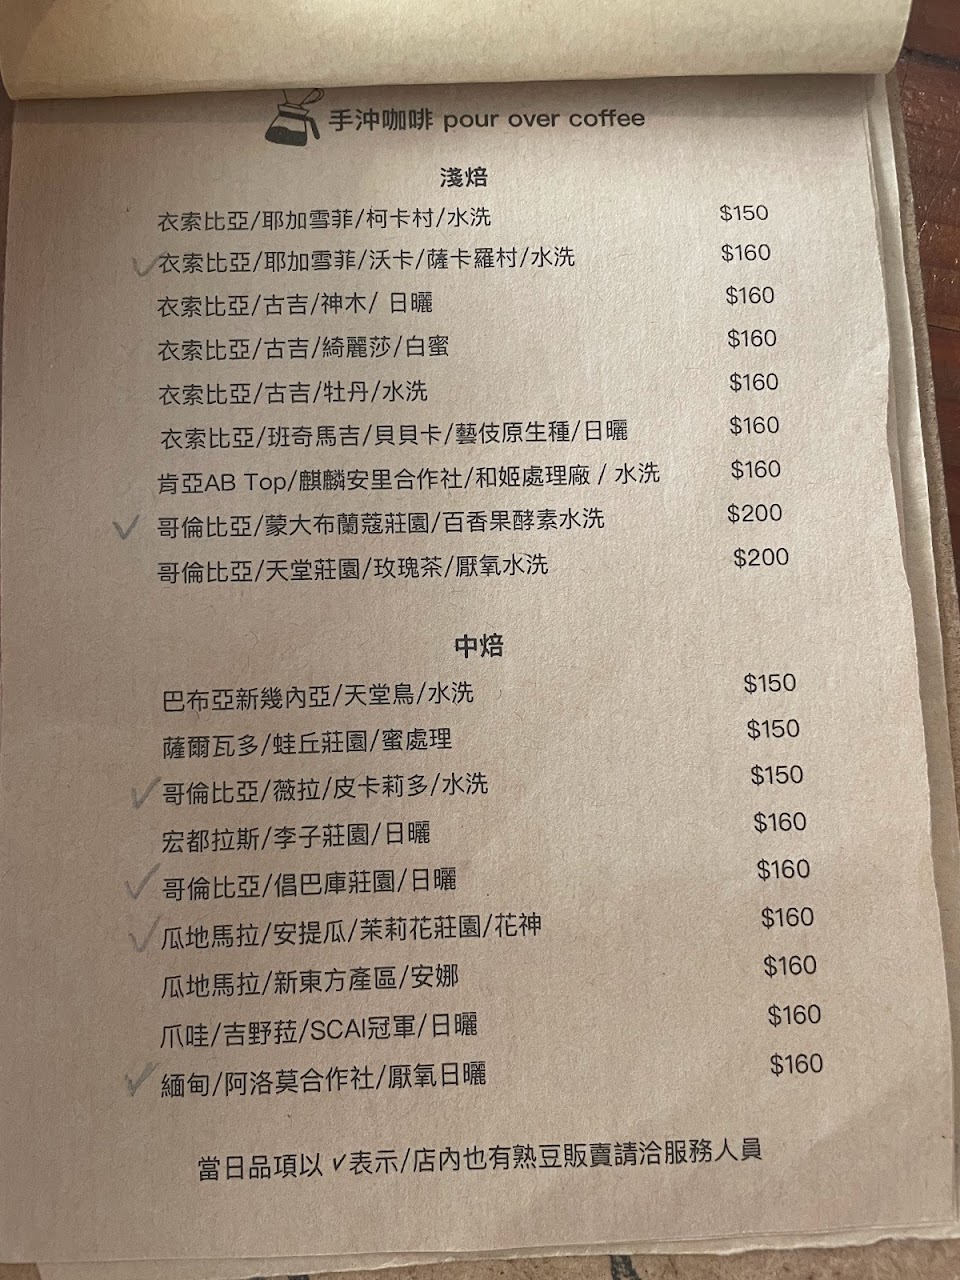 手沖咖啡 pour over coffee
淺焙
衣索比亞/耶加雪菲/柯卡村/水洗 $150
✓衣索比亞/耶加雪菲/沃卡/薩卡羅村/水洗 $160
衣索比亞/古吉/神木/ 日曬 $160
衣索比亞/古吉/綺麗莎/白蜜 $160
衣索比亞/古吉/牡丹/水洗 $160
衣索比亞/班奇馬吉/貝貝卡/藝伎原生種/日曬 $160
肯亞AB Top/麒麟安里合作社/和姬處理廠 / 水洗 $160
✓哥倫比亞/蒙大布蘭蔻莊園/百香果酵素水洗 $200
哥倫比亞/天堂莊園/玫瑰茶/厭氧水洗 $200
中焙
巴布亞新幾內亞/天堂鳥/水洗 $150
薩爾瓦多/蛙丘莊園/蜜處理 $150
✓哥倫比亞/薇拉/皮卡莉多/水洗 $150
宏都拉斯/李子莊園/日曬 $160
✓哥倫比亞/倡巴庫莊園/日曬 $160
✓瓜地馬拉/安提瓜/茉莉花莊園/花神 $160
瓜地馬拉/新東方產區/安娜 $160
爪哇/吉野菈/SCAI冠軍/日曬 $160
✓緬甸/阿洛莫合作社/厭氧日曬 $160
當日品項以 ✓表示/店內也有熟豆販賣請洽服務人員